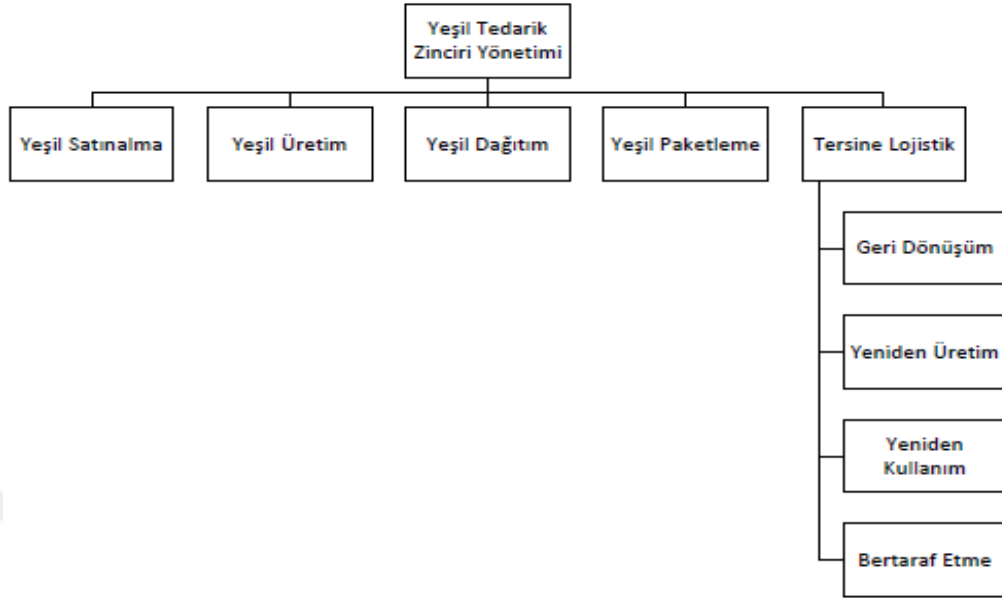 Yeşil Tedarik
Zinciri Yönetimi
Yeşil Satınalma
Yeşil Üretim
Yeşil Dağıtım
Yeşil Paketleme
Tersine Lojistik
Geri Dönüşüm
Yeniden Üretim
Yeniden
Kullanım
Bertaraf Etme